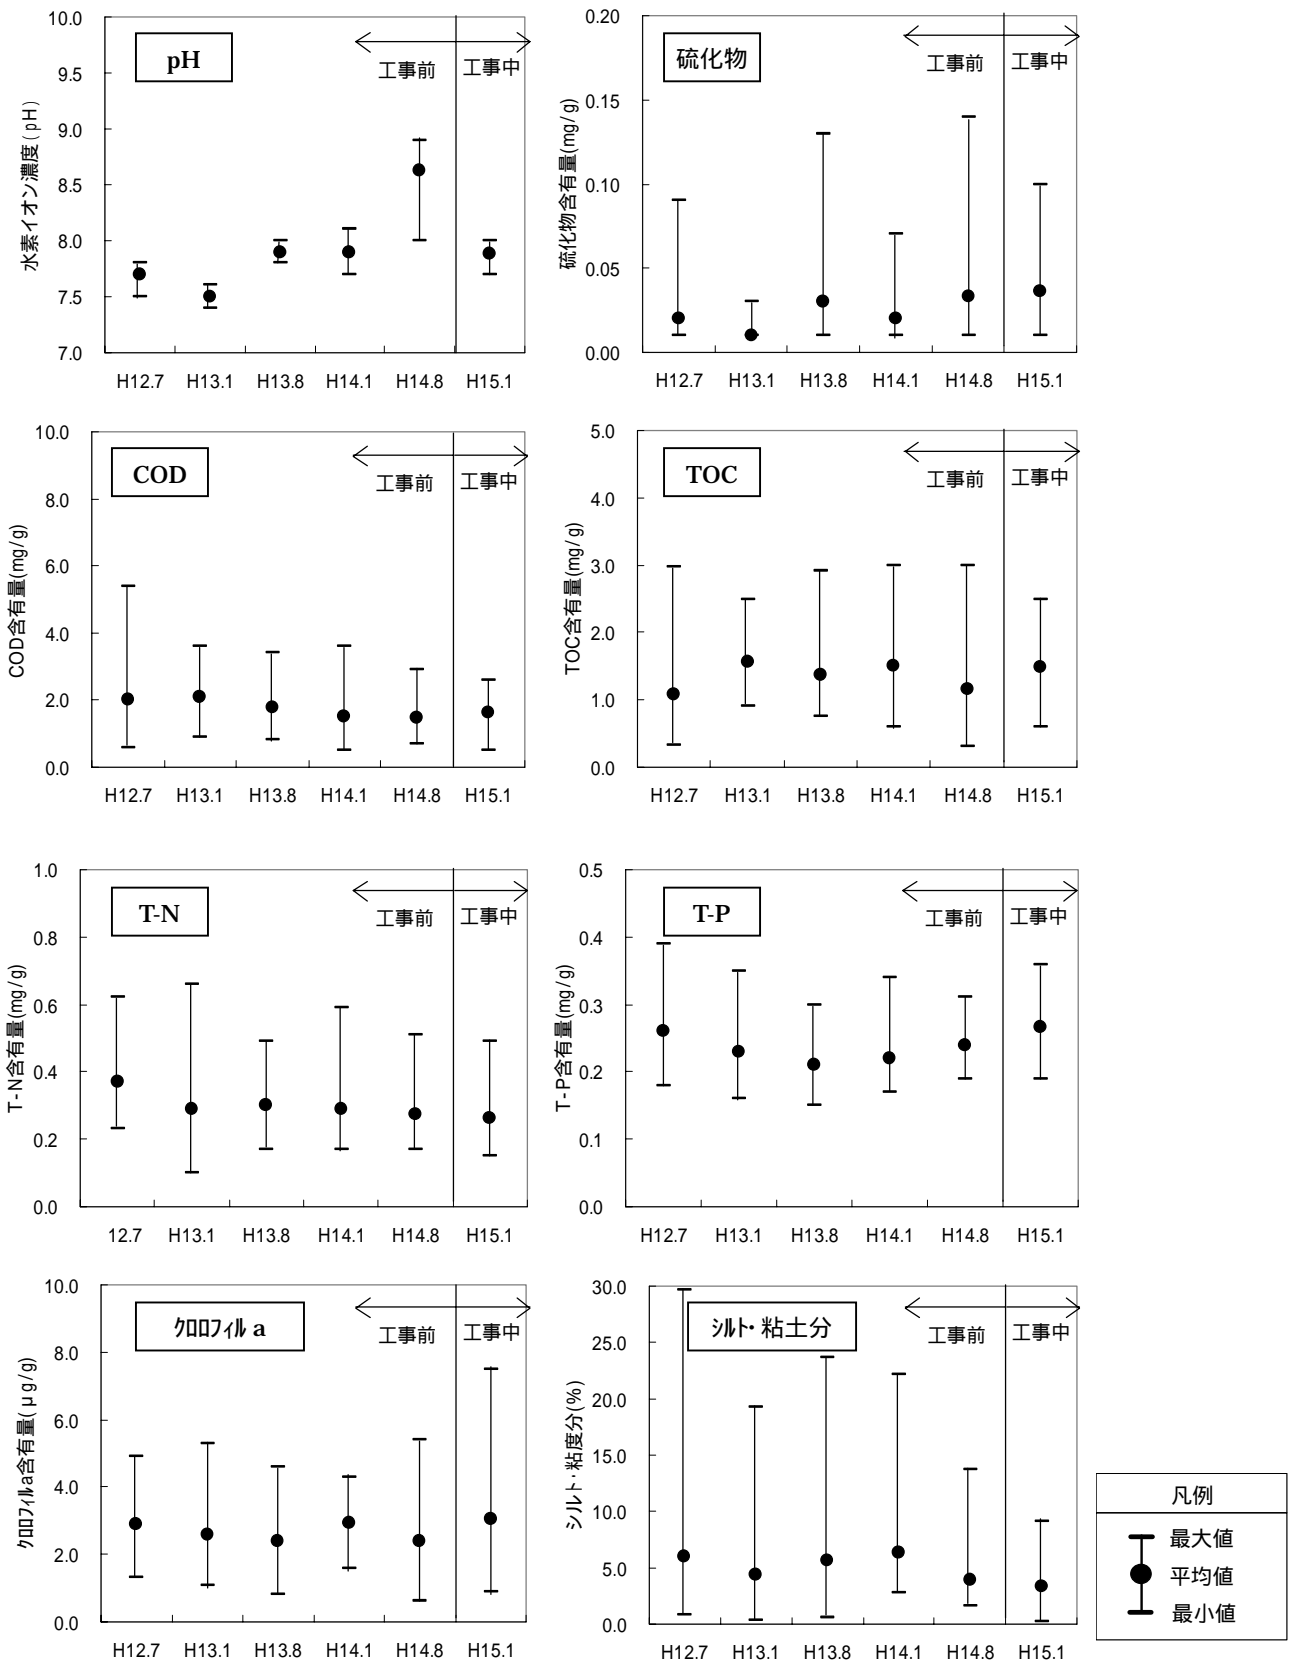 pH
工事前
工事中
水素イオン濃度(pH)
10.0
9.5
9.0
8.5
8.0
7.5
7.0
H12.7 H13.1 H13.8 H14.1 H14.8 H15.1
硫化物
工事前
工事中
硫化物含有量(mg/g)
0.20
0.15
0.10
0.05
0.00
H12.7 H13.1 H13.8 H14.1 H14.8 H15.1
COD
工事前
工事中
COD含有量(mg/g)
10.0
8.0
6.0
4.0
2.0
0.0
H12.7 H13.1 H13.8 H14.1 H14.8 H15.1
TOC
工事前
工事中
TOC含有量(mg/g)
5.0
4.0
3.0
2.0
1.0
0.0
H12.7 H13.1 H13.8 H14.1 H14.8 H15.1
T-N
工事前
工事中
T-N含有量(mg/g)
1.0
0.8
0.6
0.4
0.2
0.0
12.7 H13.1 H13.8 H14.1 H14.8 H15.1
T-P
工事前
工事中
T-P含有量(mg/g)
0.5
0.4
0.3
0.2
0.1
0.0
H12.7 H13.1 H13.8 H14.1 H14.8 H15.1
ｸﾛﾛﾌｨﾙ a
工事前
工事中
ｸﾛﾛﾌｨﾙa含有量(μg/g)
10.0
8.0
6.0
4.0
2.0
0.0
H12.7 H13.1 H13.8 H14.1 H14.8 H15.1
ｼﾙﾄ・粘土分
工事前
工事中
シルト・粘度分(%)
30.0
25.0
20.0
15.0
10.0
5.0
0.0
H12.7 H13.1 H13.8 H14.1 H14.8 H15.1
凡例
最大値
平均値
最小値